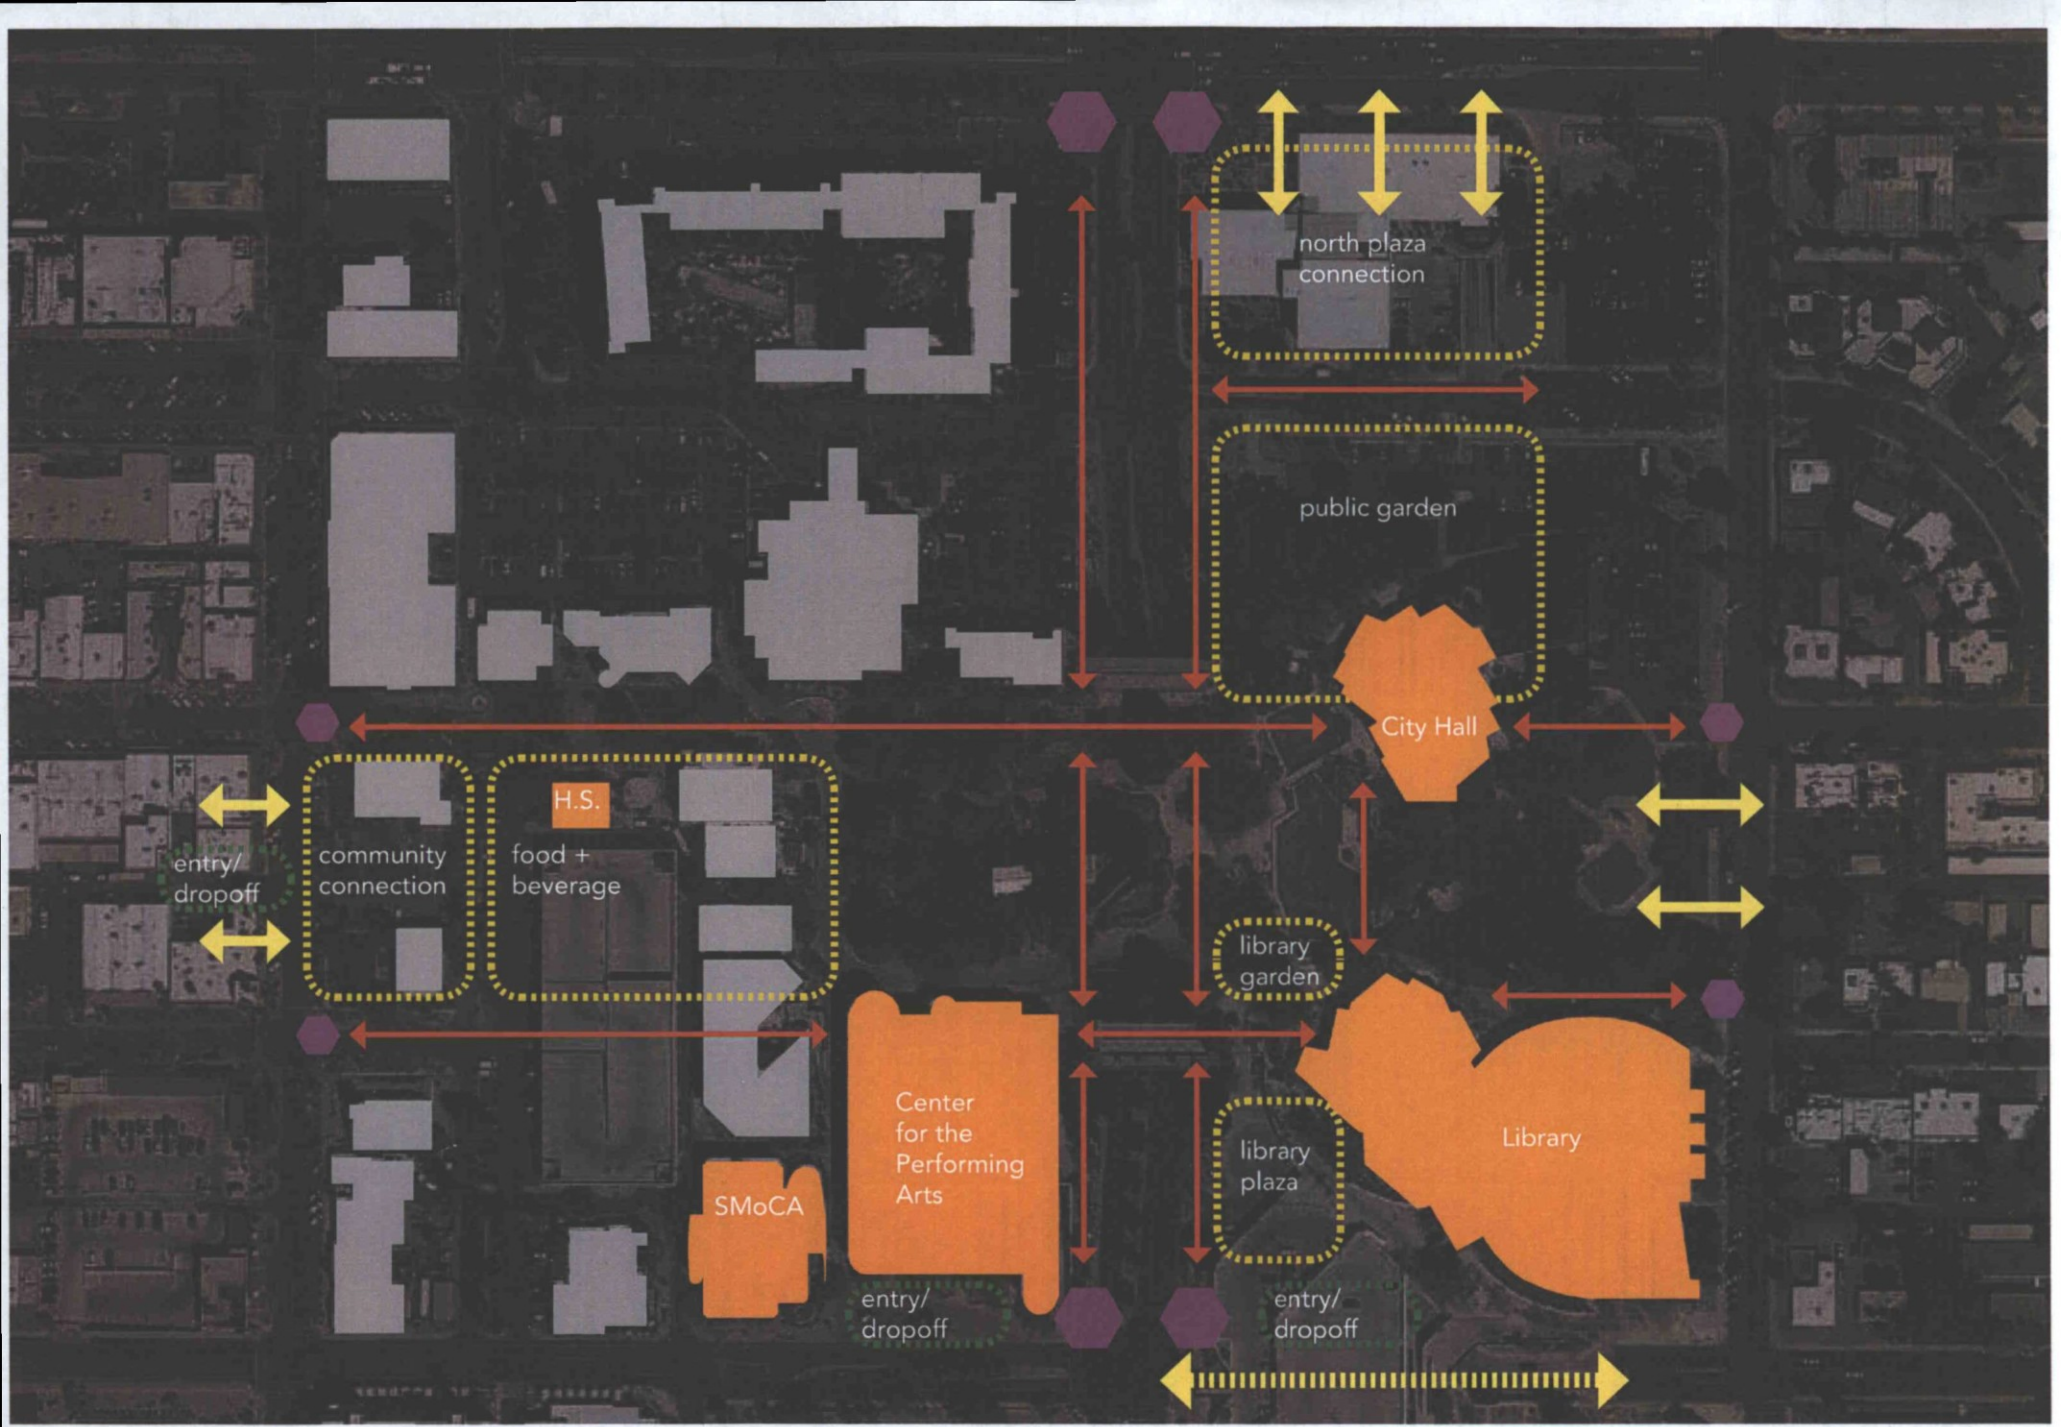 north plaza
connection
public garden
City Hall
H.S.
entry/
dropoff
community
connection
food +
beverage
library
garden
Center
for the
Performing
Arts
library
plaza
Library
SMoCA
entry/
dropoff
entry/
dropoff